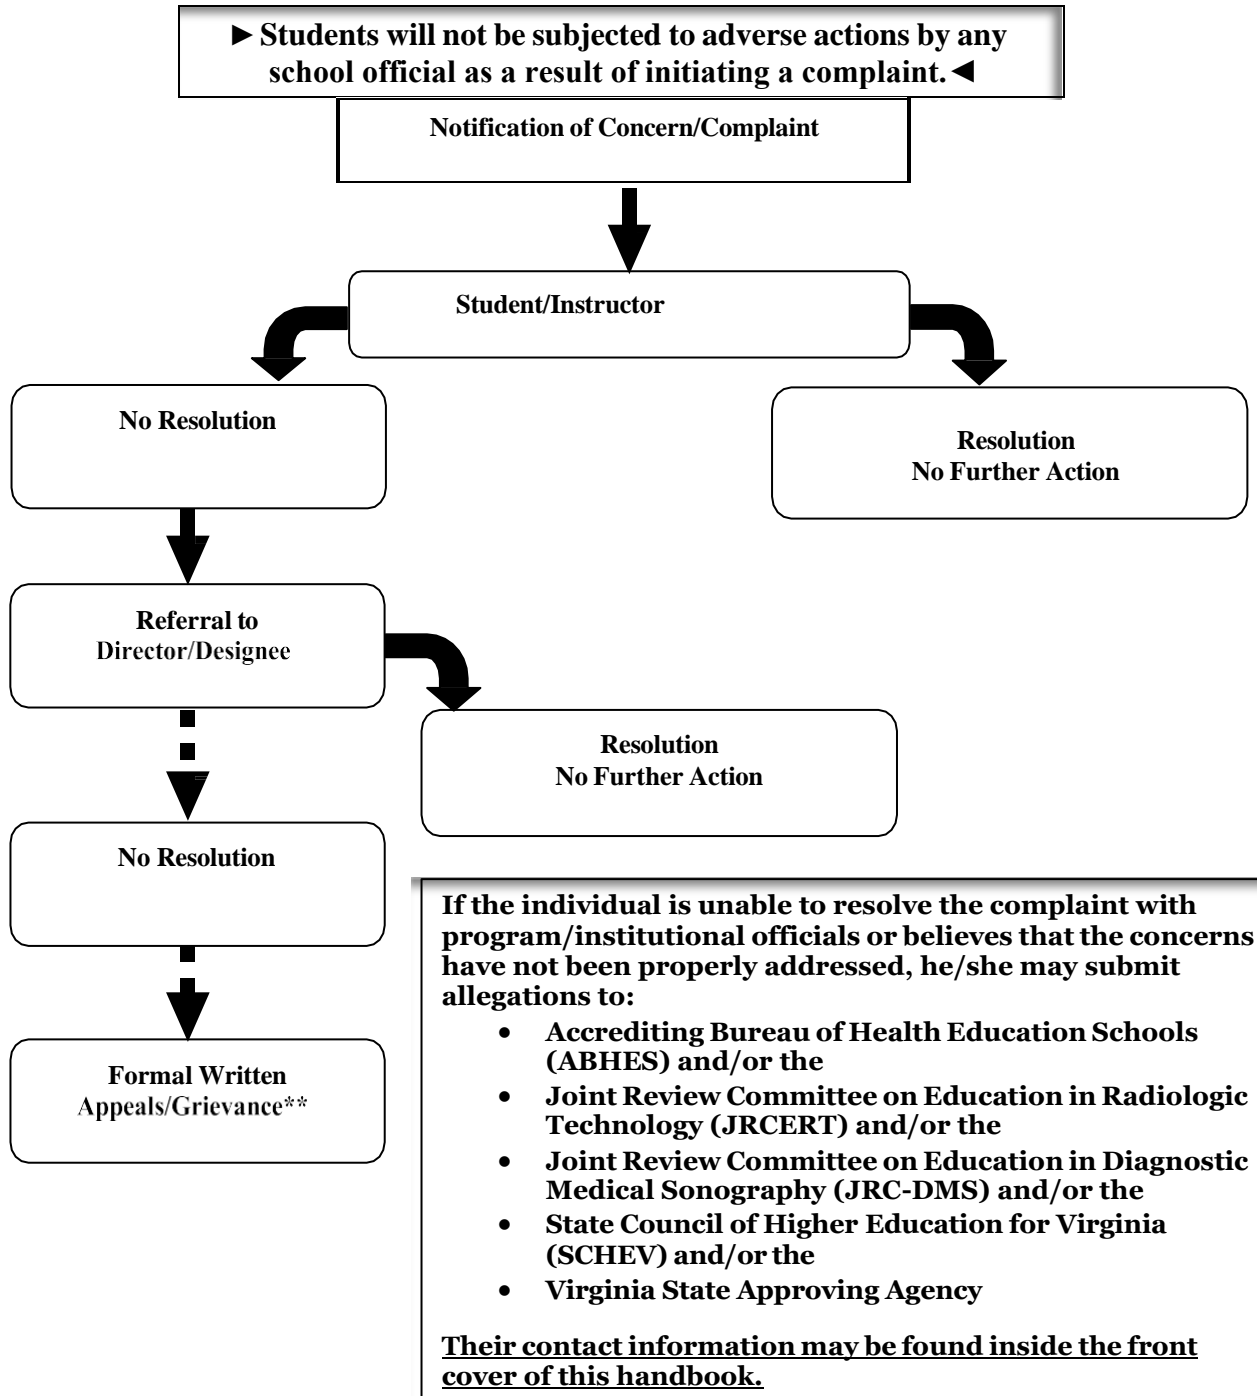 ►Students will not be subjected to adverse actions by any
school official as a result of initiating a complaint.◄
Notification of Concern/Complaint
Student/Instructor
No Resolution
Resolution
No Further Action
Referral to
Director/Designee
Resolution
No Further Action
No Resolution
Formal Written
Appeals/Grievance**
If the individual is unable to resolve the complaint with
program/institutional officials or believes that the concerns
have not been properly addressed, he/she may submit
allegations to:
• Accrediting Bureau of Health Education Schools
(ABHES) and/or the
• Joint Review Committee on Education in Radiologic
Technology (JRCERT) and/or the
• Joint Review Committee on Education in Diagnostic
Medical Sonography (JRC-DMS) and/or the
• State Council of Higher Education for Virginia
(SCHEV) and/or the
• Virginia State Approving Agency
Their contact information may be found inside the front
cover of this handbook.